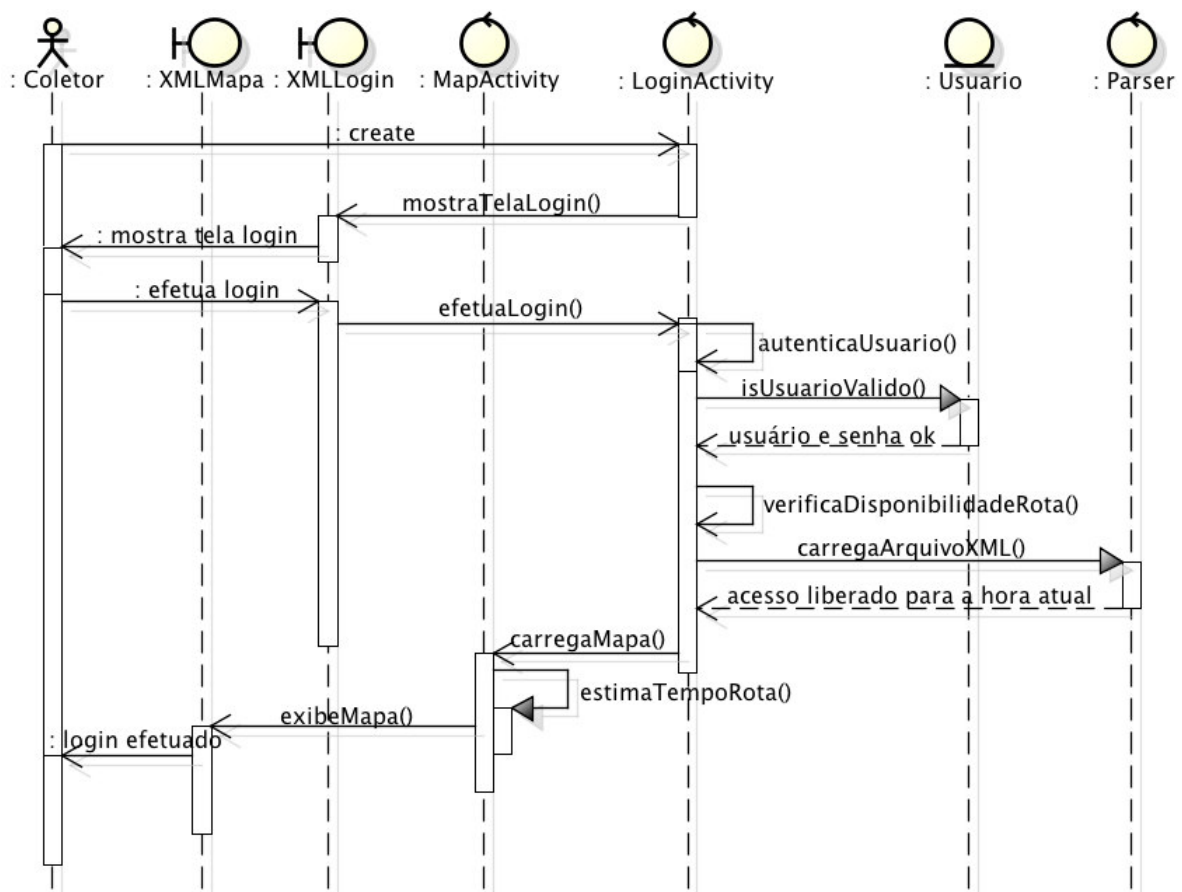 : Coletor
: XMLMapa
: XMLLogin
: MapActivity
: LoginActivity
: Usuario
: Parser
: create
mostraTelaLogin()
: mostra tela login
: efetua login
efetuaLogin()
autenticaUsuario()
isUsuarioValido()
usuário e senha ok
verificaDisponibilidadeRota()
carregaArquivoXML()
acesso liberado para a hora atual
carregaMapa()
estimaTempoRota()
exibeMapa()
: login efetuado